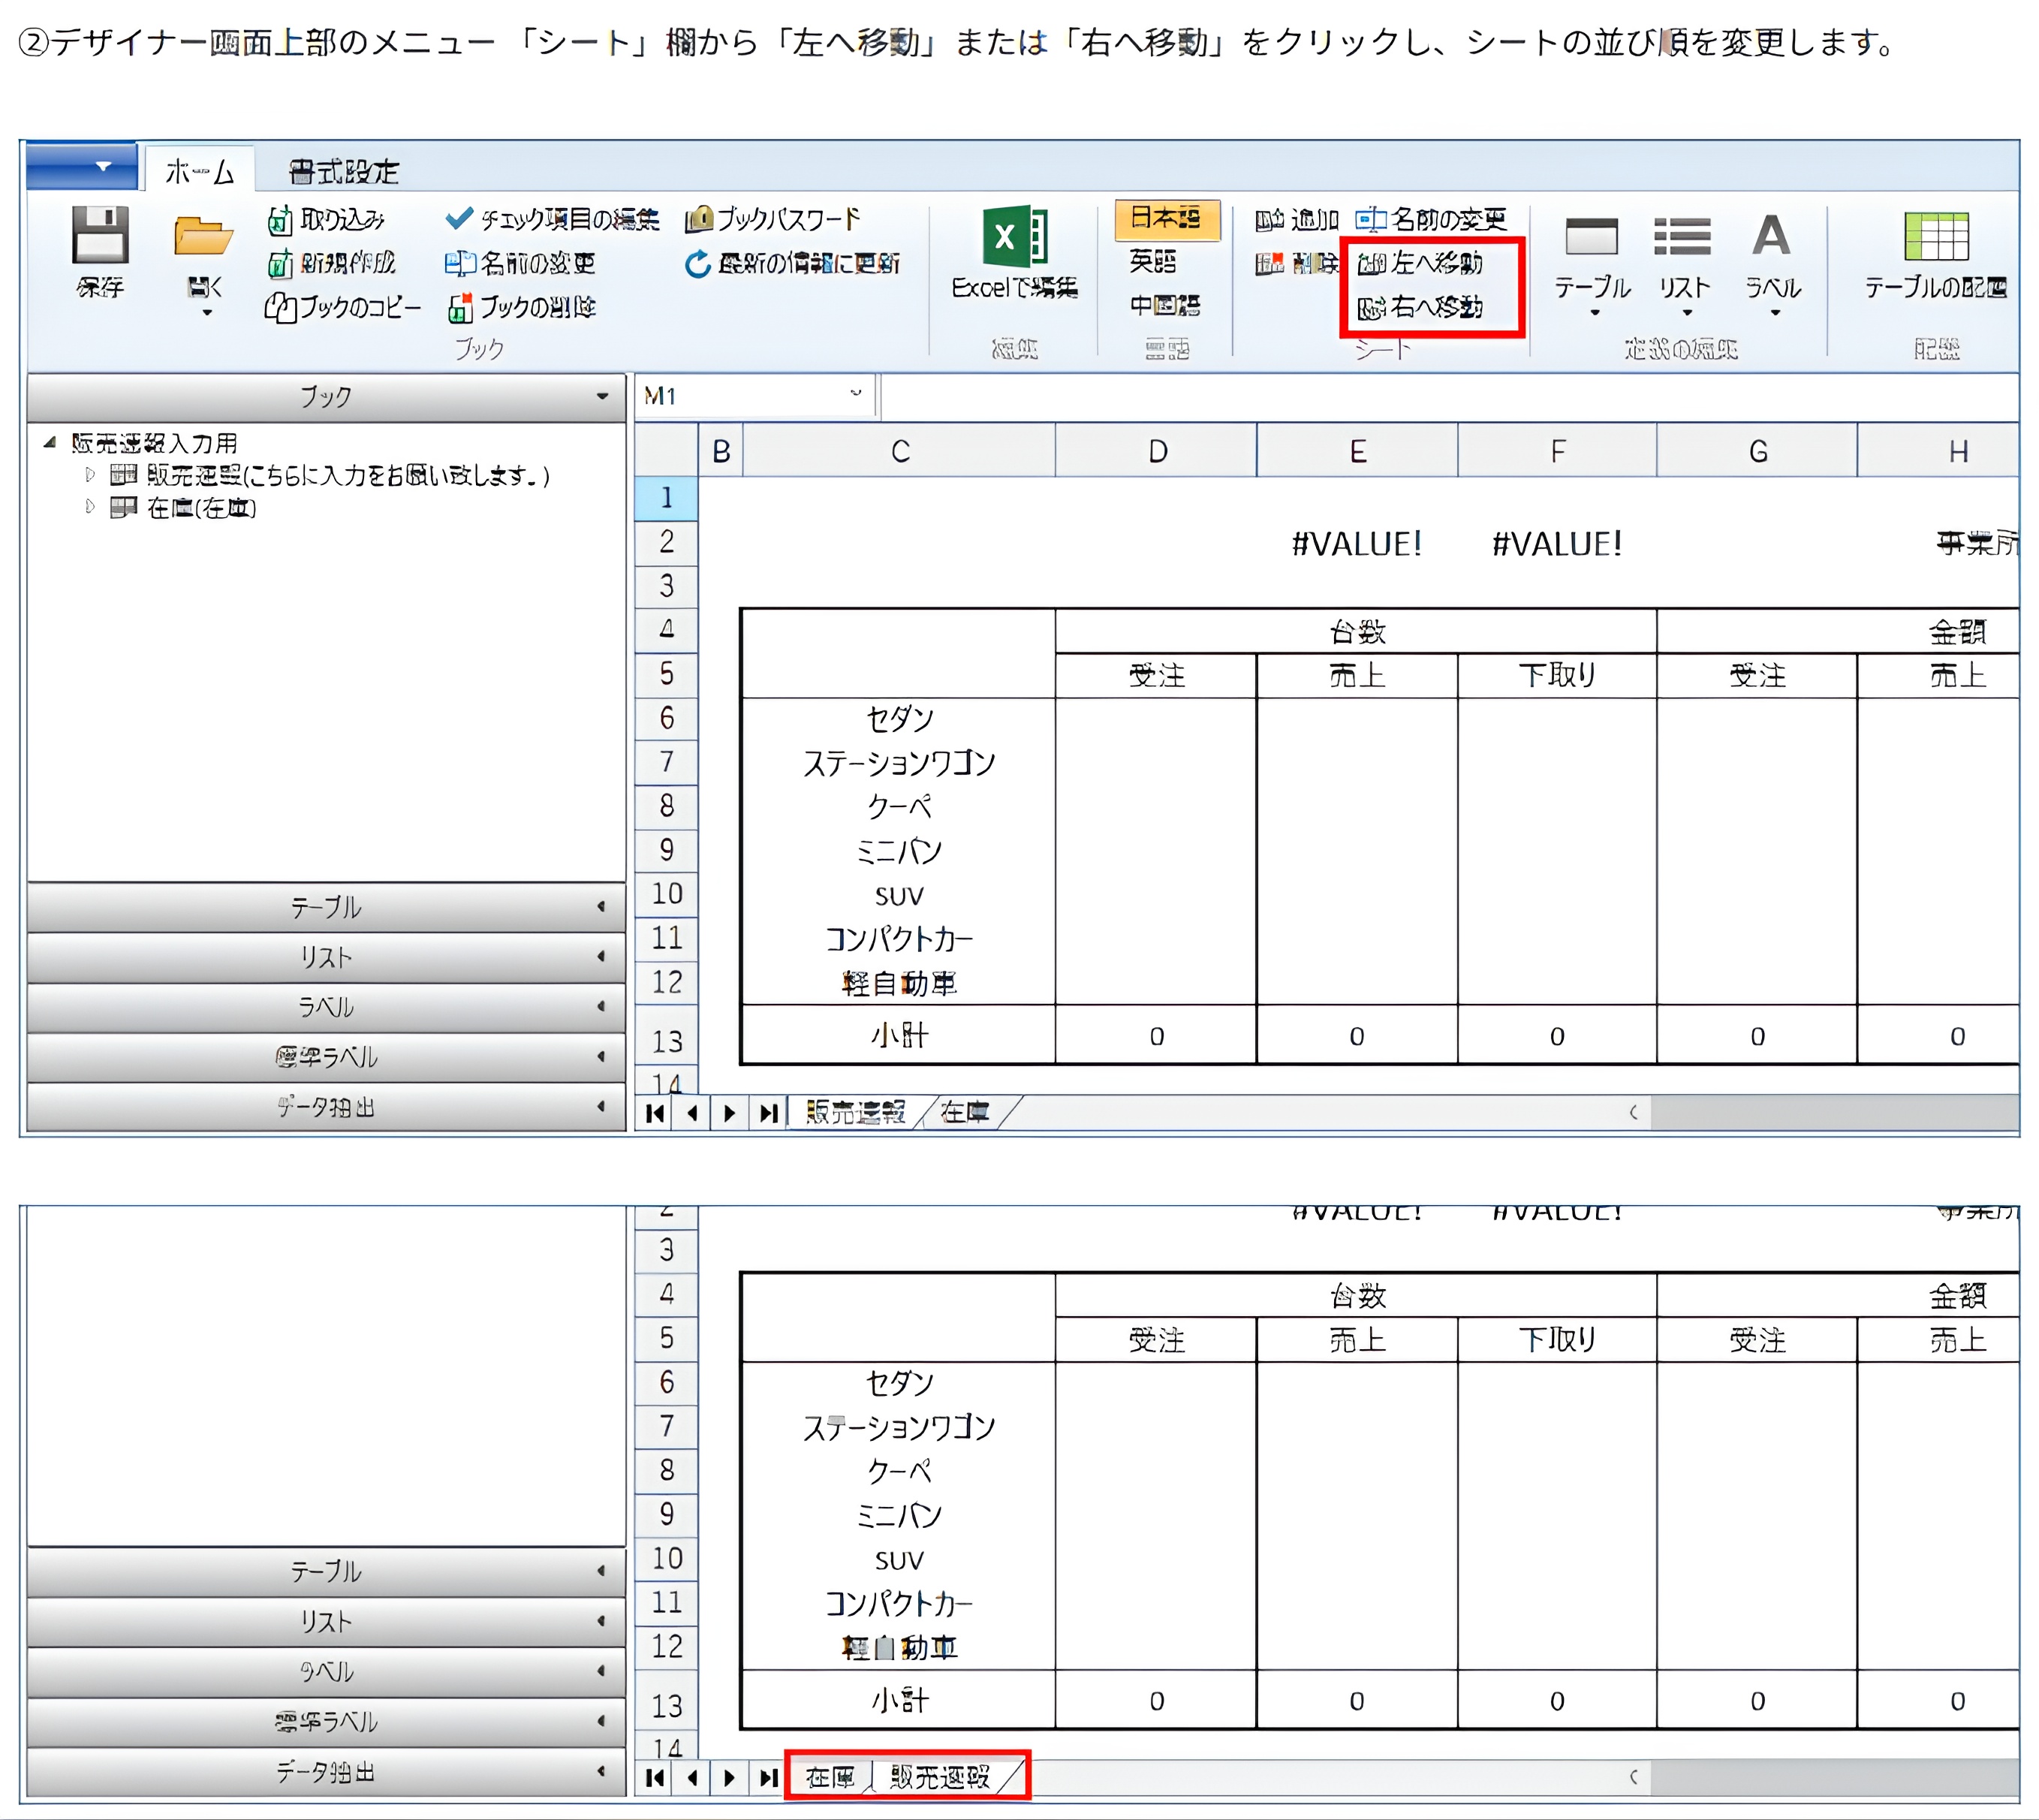 ②デザイナー画面上部のメニュー 「シート」欄から「左へ移動」または「右へ移動」をクリックし、シートの並び順を変更します。
ホーム 書式設定
取り込み チェック項目の編集 ブックパスワード 日本語 追加 名前の変更
保存 開く 新規作成 名前の変更 最新の情報に更新 Excelで編集 英語 削除 左へ移動 テーブル リスト ラベル テーブルの配置
ブックのコピー ブックの削除 中国語 右へ移動
ブック 編集 言語 シート 定義の編集 配置
ブック M1
販売速報入力用 B C D E F G H
販売速報(こちらに入力をお願い致します。) 1
在庫(在庫)
2 #VALUE! #VALUE! 事業所
3
4 台数 金額
5 受注 売上 下取り 受注 売上
6 セダン
7 ステーションワゴン
8 クーペ
9 ミニバン
テーブル 10 SUV
リスト 11 コンパクトカー
ラベル 12 軽自動車
標準ラベル 13 小計 0 0 0 0 0
14
データ抽出 販売速報 在庫
2 #VALUE! #VALUE! 事業所
3
4 台数 金額
5 受注 売上 下取り 受注 売上
6 セダン
7 ステーションワゴン
8 クーペ
9 ミニバン
テーブル 10 SUV
リスト 11 コンパクトカー
ラベル 12 軽自動車
標準ラベル 13 小計 0 0 0 0 0
14
データ抽出 在庫 販売速報